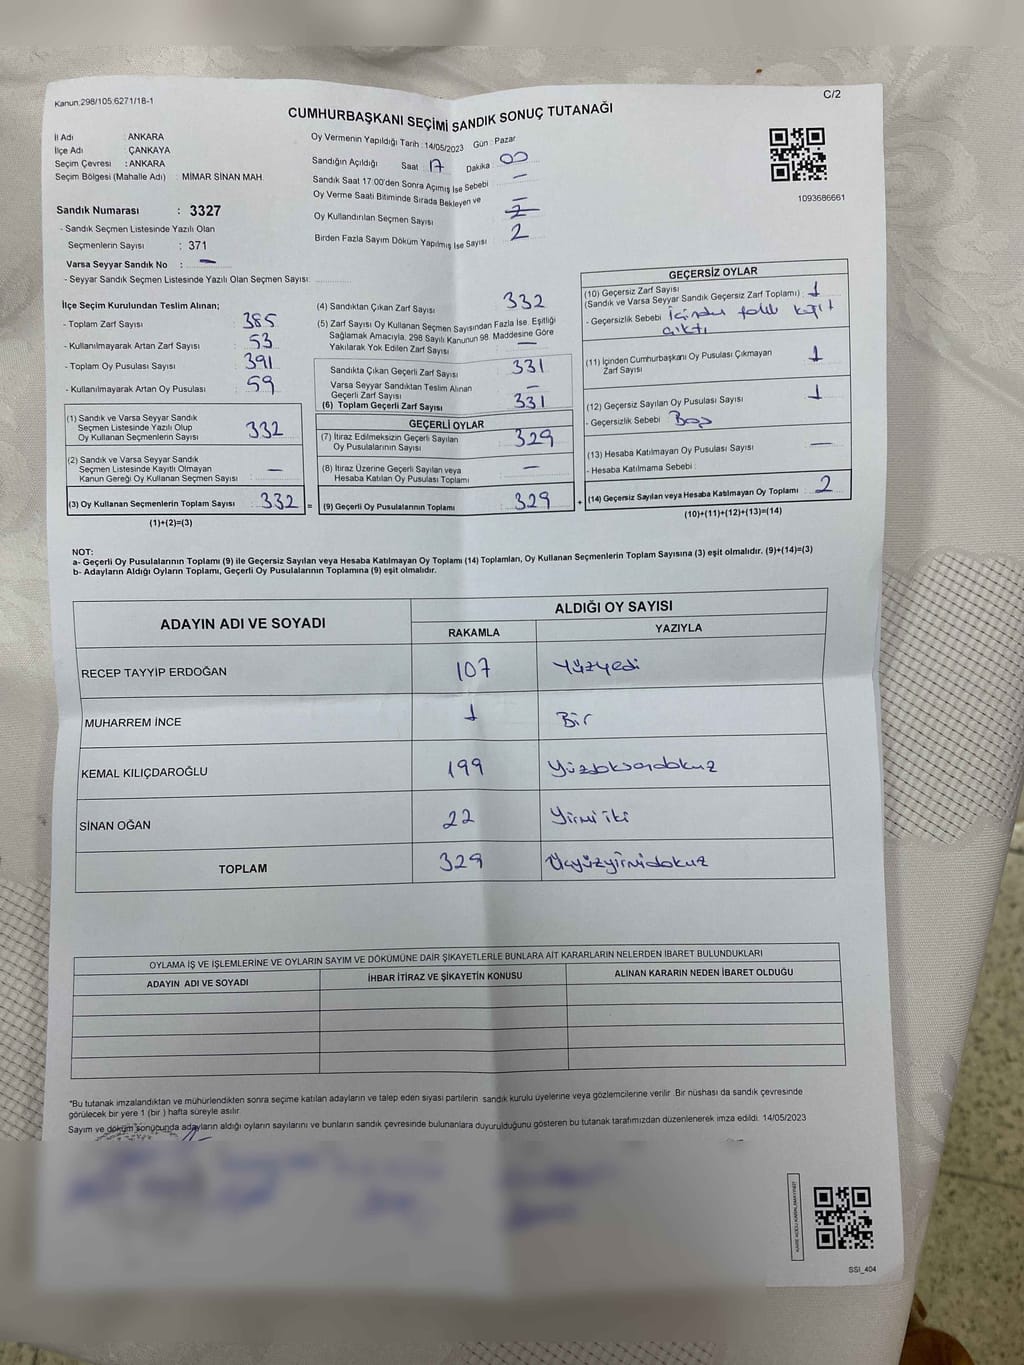 Kanun.298/105.6271/18-1
C/2
CUMHURBAŞKANI SEÇİMİ SANDIK SONUÇ TUTANAĞI
İl Adı : ANKARA
İlçe Adı : ÇANKAYA
Seçim Çevresi : ANKARA
Seçim Bölgesi (Mahalle Adı) : MİMAR SİNAN MAH.
Sandık Numarası : 3327
- Sandık Seçmen Listesinde Yazılı Olan
Seçmenlerin Sayısı : 371
Varsa Seyyar Sandık No : —
- Seyyar Sandık Seçmen Listesinde Yazılı Olan Seçmen Sayısı:
Oy Vermenin Yapıldığı Tarih : 14/05/2023 Gün : Pazar
Sandığın Açıldığı Saat 17 Dakika 00
Sandık Saat 17:00'den Sonra Açımış İse Sebebi —
Oy Verme Saati Bitiminde Sırada Bekleyen ve
Oy Kullandırılan Seçmen Sayısı —
Birden Fazla Sayım Döküm Yapılmış İse Sayısı 2
1093686661
İlçe Seçim Kurulundan Teslim Alınan;
- Toplam Zarf Sayısı : 385
- Kullanılmayarak Artan Zarf Sayısı : 53
- Toplam Oy Pusulası Sayısı : 391
- Kullanılmayarak Artan Oy Pusulası : 59
(1) Sandık ve Varsa Seyyar Sandık
Seçmen Listesinde Yazılı Olup
Oy Kullanan Seçmenlerin Sayısı 332
(2) Sandık ve Varsa Seyyar Sandık
Seçmen Listesinde Kayıtlı Olmayan
Kanun Gereği Oy Kullanan Seçmen Sayısı —
(3) Oy Kullanan Seçmenlerin Toplam Sayısı 332 =
(1)+(2)=(3)
(4) Sandıktan Çıkan Zarf Sayısı 332
(5) Zarf Sayısı Oy Kullanan Seçmen Sayısından Fazla İse, Eşitliği
Sağlamak Amacıyla, 298 Sayılı Kanunun 98. Maddesine Göre
Yakılarak Yok Edilen Zarf Sayısı —
Sandıkta Çıkan Geçerli Zarf Sayısı 331
Varsa Seyyar Sandıktan Teslim Alınan
Geçerli Zarf Sayısı —
(6) Toplam Geçerli Zarf Sayısı 331
GEÇERLİ OYLAR
(7) İtiraz Edilmeksizin Geçerli Sayılan
Oy Pusulalarının Sayısı 329
(8) İtiraz Üzerine Geçerli Sayılan veya
Hesaba Katılan Oy Pusulası Toplamı —
(9) Geçerli Oy Pusulalarının Toplamı 329 +
GEÇERSİZ OYLAR
(10) Geçersiz Zarf Sayısı
(Sandık ve Varsa Seyyar Sandık Geçersiz Zarf Toplamı) : 1
- Geçersizlik Sebebi İçinden farklı kağıt
çıktı
(11) İçinden Cumhurbaşkanı Oy Pusulası Çıkmayan
Zarf Sayısı 1
(12) Geçersiz Sayılan Oy Pusulası Sayısı 1
- Geçersizlik Sebebi Boş
(13) Hesaba Katılmayan Oy Pusulası Sayısı —
- Hesaba Katılmama Sebebi :
(14) Geçersiz Sayılan veya Hesaba Katılmayan Oy Toplamı 2
(10)+(11)+(12)+(13)=(14)
NOT:
a- Geçerli Oy Pusulalarının Toplamı (9) ile Geçersiz Sayılan veya Hesaba Katılmayan Oy Toplamı (14) Toplamları, Oy Kullanan Seçmenlerin Toplam Sayısına (3) eşit olmalıdır. (9)+(14)=(3)
b- Adayların Aldığı Oyların Toplamı, Geçerli Oy Pusulalarının Toplamına (9) eşit olmalıdır.
ADAYIN ADI VE SOYADI
ALDIĞI OY SAYISI
RAKAMLA YAZIYLA
RECEP TAYYİP ERDOĞAN 107 Yüzyedi
MUHARREM İNCE 1 Bir
KEMAL KILIÇDAROĞLU 199 Yüzdoksandokuz
SİNAN OĞAN 22 Yirmi iki
TOPLAM 329 Üçyüzyirmidokuz
OYLAMA İŞ VE İŞLEMLERİNE VE OYLARIN SAYIM VE DÖKÜMÜNE DAİR ŞİKAYETLERLE BUNLARA AİT KARARLARIN NELERDEN İBARET BULUNDUKLARI
ADAYIN ADI VE SOYADI İHBAR İTİRAZ VE ŞİKAYETİN KONUSU ALINAN KARARIN NEDEN İBARET OLDUĞU
"Bu tutanak imzalandıktan ve mühürlendikten sonra seçime katılan adayların ve talep eden siyasi partilerin sandık kurulu üyelerine veya gözlemcilerine verilir. Bir nüshası da sandık çevresinde
görülecek bir yere 1 (bir ) hafta süreyle asılır.
Sayım ve döküm sonucunda adayların aldığı oyların sayılarını ve bunların sandık çevresinde bulunanlara duyurulduğunu gösteren bu tutanak tarafımızdan düzenlenerek imza edildi. 14/05/2023
SSI_404